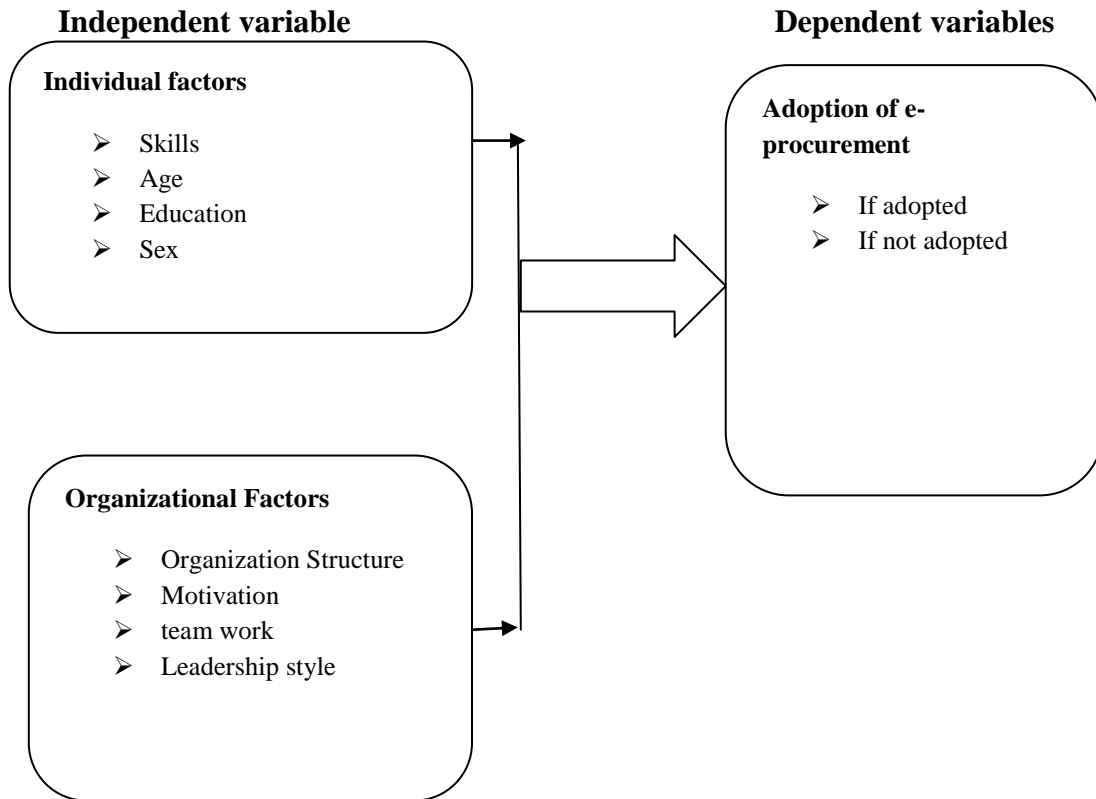 Independent variable
Individual factors
➢ Skills
➢ Age
➢ Education
➢ Sex
Organizational Factors
➢ Organization Structure
➢ Motivation
➢ team work
➢ Leadership style
Dependent variables
Adoption of e-
procurement
➢ If adopted
➢ If not adopted